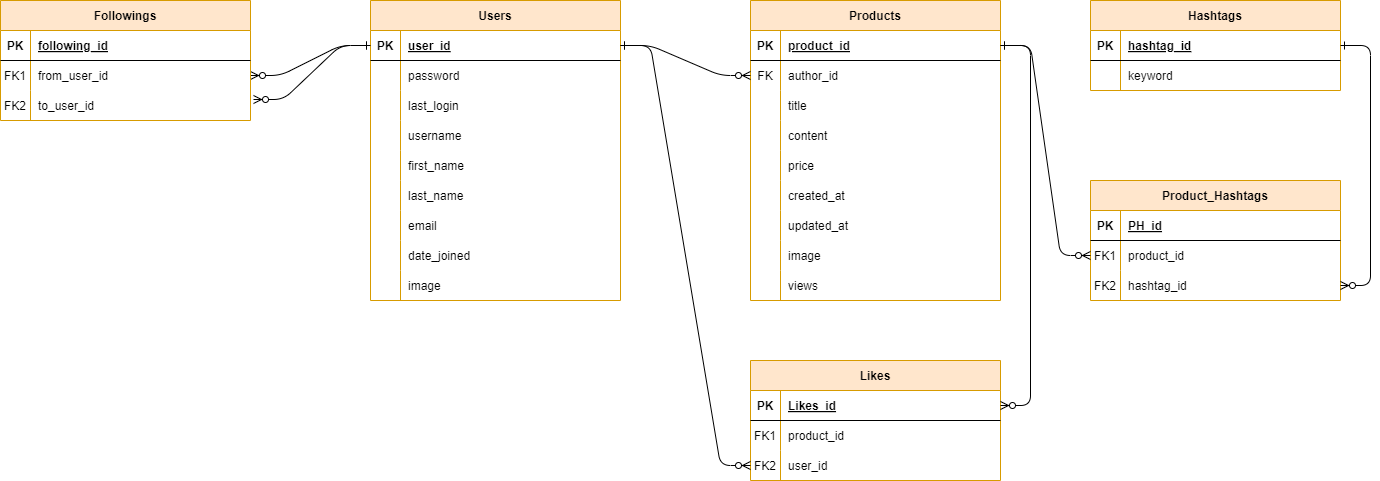 Followings
PK following_id
FK1 from_user_id
FK2 to_user_id
Users
PK user_id
password
last_login
username
first_name
last_name
email
date_joined
image
Products
PK product_id
FK author_id
title
content
price
created_at
updated_at
image
views
Hashtags
PK hashtag_id
keyword
Product_Hashtags
PK PH_id
FK1 product_id
FK2 hashtag_id
Likes
PK Likes_id
FK1 product_id
FK2 user_id